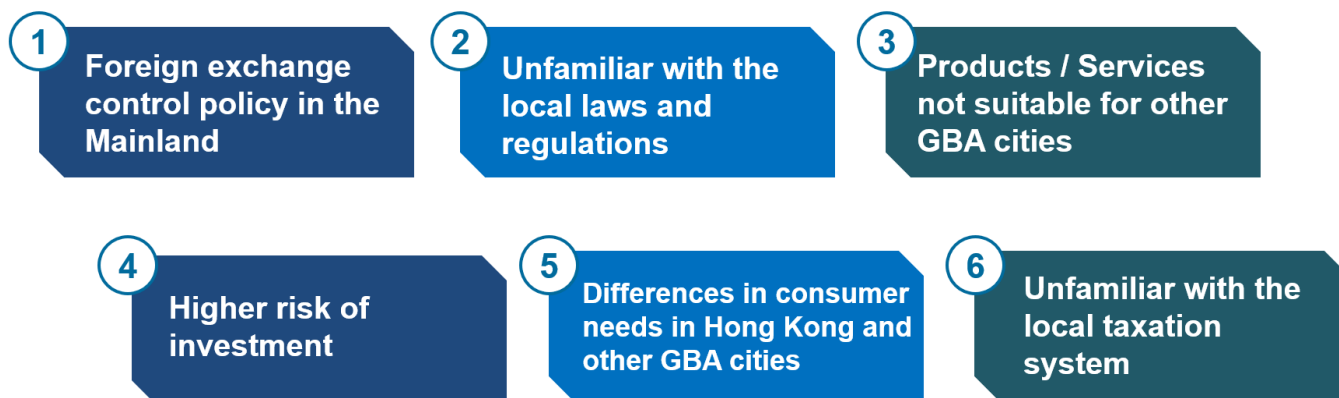 1
Foreign exchange
control policy in the
Mainland
2
Unfamiliar with the
local laws and
regulations
3
Products / Services
not suitable for other
GBA cities
4
Higher risk of
investment
5
Differences in consumer
needs in Hong Kong and
other GBA cities
6
Unfamiliar with the
local taxation
system